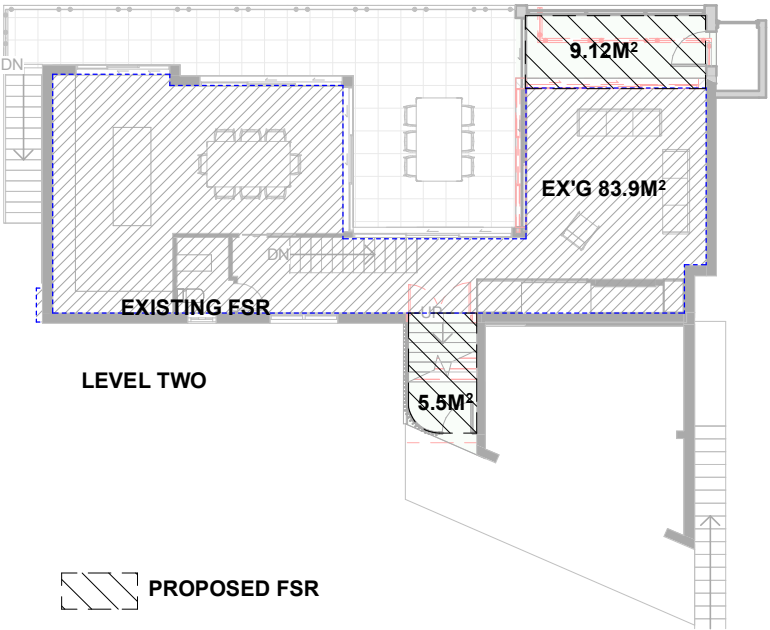 9.12M²
DN
EX'G 83.9M²
DN
EXISTING FSR
UP
LEVEL TWO
5.5M²
PROPOSED FSR